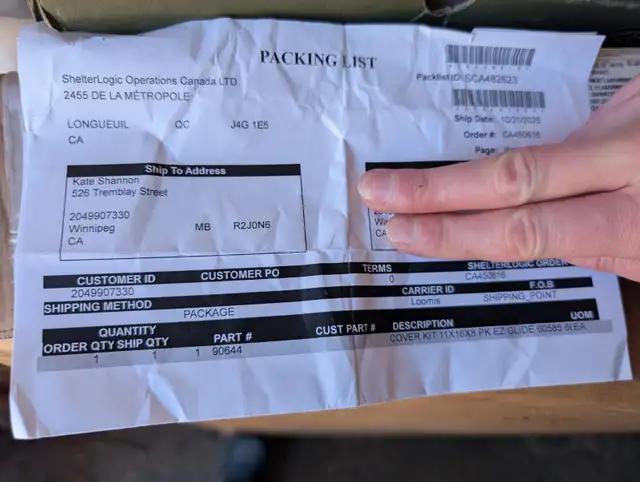 PACKING LIST
ShelterLogic Operations Canada LTD
2455 DE LA MÉTROPOLE
LONGUEUIL QC J4G 1E5
CA
Packlist ID: SCA482623
Ship Date: 10/21/2025
Order #: CA450616
Page:
Ship To Address
Kate Shannon
526 Tremblay Street
2049907330
Winnipeg MB R2J0N6
CA
CA
CUSTOMER ID CUSTOMER PO TERMS SHELTERLOGIC ORDER
2049907330 0 CA450616
SHIPPING METHOD CARRIER ID F.O.B
PACKAGE Loomis SHIPPING_POINT
QUANTITY
ORDER QTY SHIP QTY PART # CUST PART # DESCRIPTION UOM
1 1 1 90644 COVER KIT 11X16X8 PK EZ GLIDE 60585 6(EA